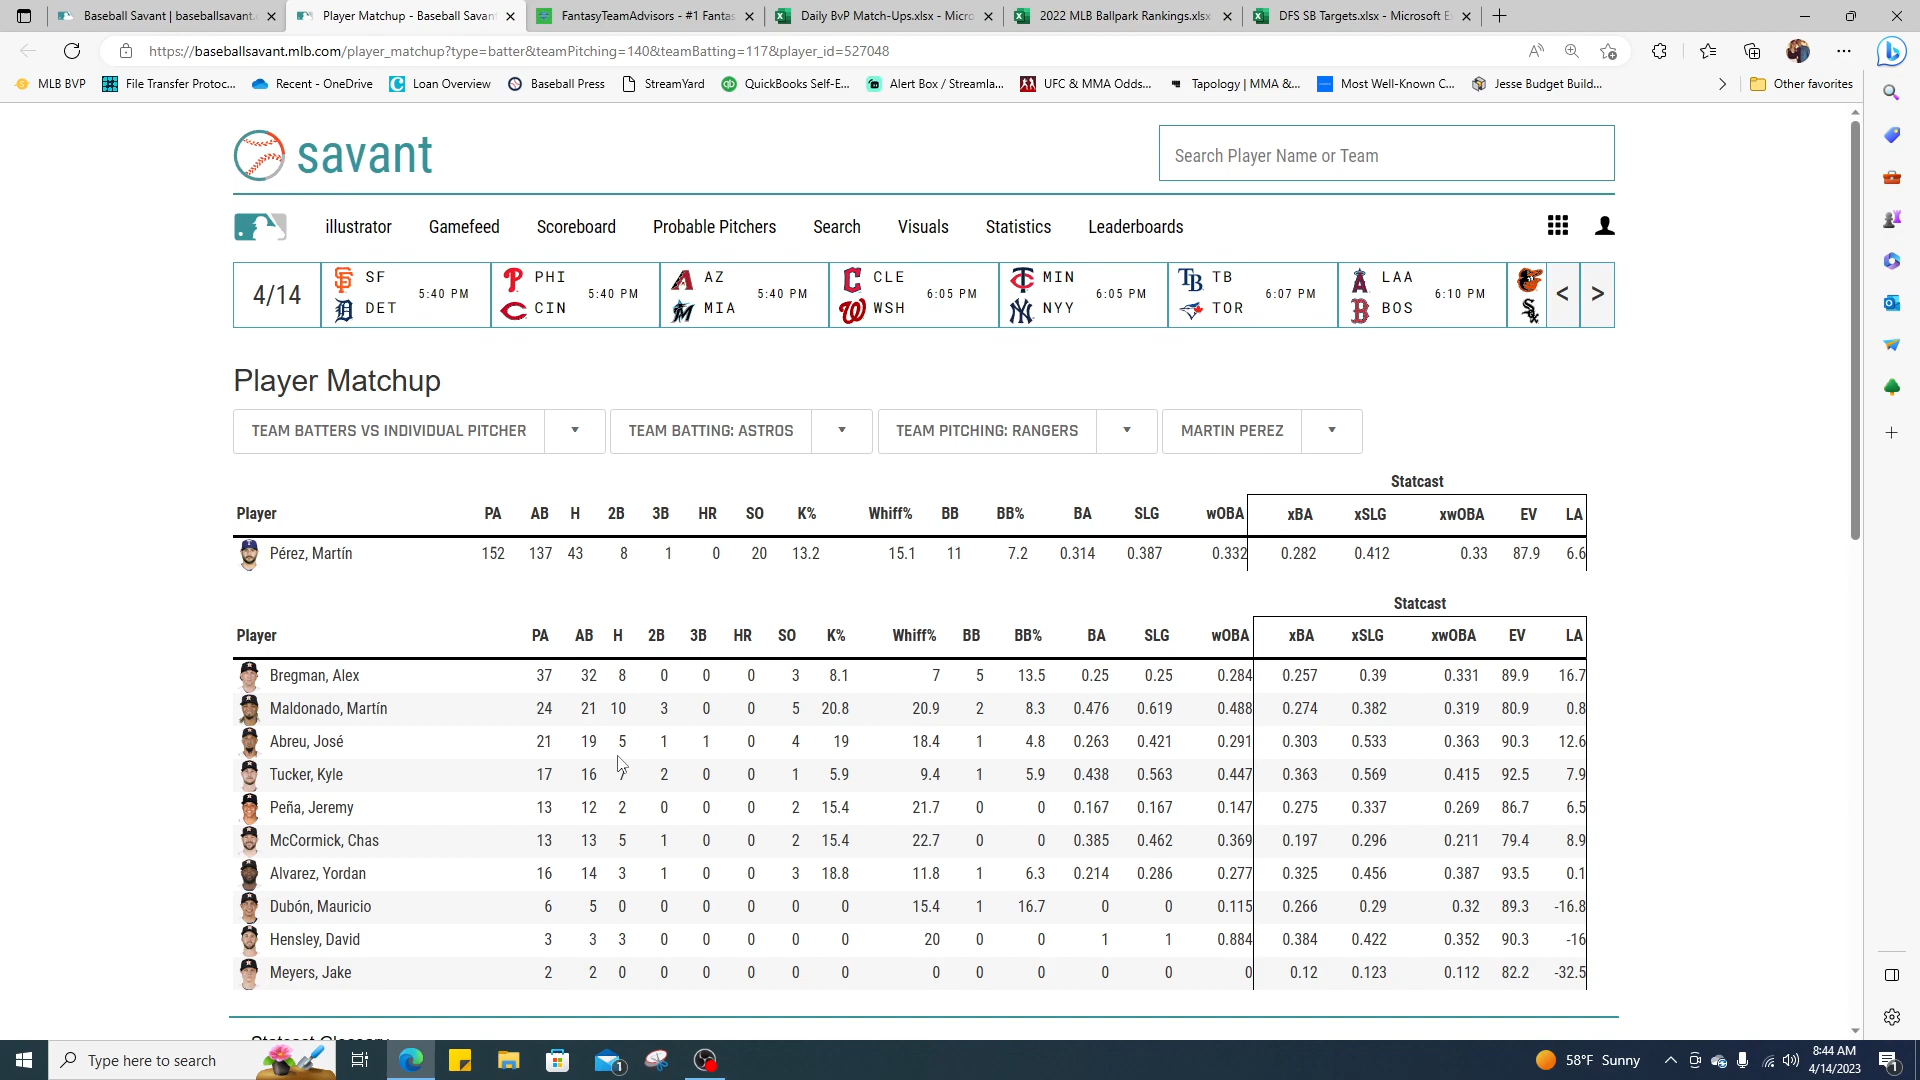 Baseball Savant | baseballsavant.
Player Matchup - Baseball Savant
FantasyTeamAdvisors - #1 Fantas
Daily BvP Match-Ups.xlsx - Micro
2022 MLB Ballpark Rankings.xlsx
DFS SB Targets.xlsx - Microsoft E
https://baseballsavant.mlb.com/player_matchup?type=batter&teamPitching=140&teamBatting=117&player_id=527048
MLB BVP File Transfer Protoc... Recent - OneDrive Loan Overview Baseball Press StreamYard QuickBooks Self-E... Alert Box / Streamla... UFC & MMA Odds... Tapology | MMA &... Most Well-Known C... Jesse Budget Build... Other favorites
savant
Search Player Name or Team
illustrator Gamefeed Scoreboard Probable Pitchers Search Visuals Statistics Leaderboards
4/14
SF
DET
5:40 PM
PHI
CIN
5:40 PM
AZ
MIA
5:40 PM
CLE
WSH
6:05 PM
MIN
NYY
6:05 PM
TB
TOR
6:07 PM
LAA
BOS
6:10 PM
< >
Player Matchup
TEAM BATTERS VS INDIVIDUAL PITCHER TEAM BATTING: ASTROS TEAM PITCHING: RANGERS MARTIN PEREZ
Statcast
Player PA AB H 2B 3B HR SO K% Whiff% BB BB% BA SLG wOBA xBA xSLG xwOBA EV LA
Pérez, Martín 152 137 43 8 1 0 20 13.2 15.1 11 7.2 0.314 0.387 0.332 0.282 0.412 0.33 87.9 6.6
Statcast
Player PA AB H 2B 3B HR SO K% Whiff% BB BB% BA SLG wOBA xBA xSLG xwOBA EV LA
Bregman, Alex 37 32 8 0 0 0 3 8.1 7 5 13.5 0.25 0.25 0.284 0.257 0.39 0.331 89.9 16.7
Maldonado, Martín 24 21 10 3 0 0 5 20.8 20.9 2 8.3 0.476 0.619 0.488 0.274 0.382 0.319 80.9 0.8
Abreu, José 21 19 5 1 1 0 4 19 18.4 1 4.8 0.263 0.421 0.291 0.303 0.533 0.363 90.3 12.6
Tucker, Kyle 17 16 7 2 0 0 1 5.9 9.4 1 5.9 0.438 0.563 0.447 0.363 0.569 0.415 92.5 7.9
Peña, Jeremy 13 12 2 0 0 0 2 15.4 21.7 0 0 0.167 0.167 0.147 0.275 0.337 0.269 86.7 6.5
McCormick, Chas 13 13 5 1 0 0 2 15.4 22.7 0 0 0.385 0.462 0.369 0.197 0.296 0.211 79.4 8.9
Alvarez, Yordan 16 14 3 1 0 0 3 18.8 11.8 1 6.3 0.214 0.286 0.277 0.325 0.456 0.387 93.5 0.1
Dubón, Mauricio 6 5 0 0 0 0 0 0 15.4 1 16.7 0 0 0.115 0.266 0.29 0.32 89.3 -16.8
Hensley, David 3 3 3 0 0 0 0 0 20 0 0 1 1 0.884 0.384 0.422 0.352 90.3 -16
Meyers, Jake 2 2 0 0 0 0 0 0 0 0 0 0 0 0 0.12 0.123 0.112 82.2 -32.5
Type here to search
58°F Sunny
8:44 AM
4/14/2023